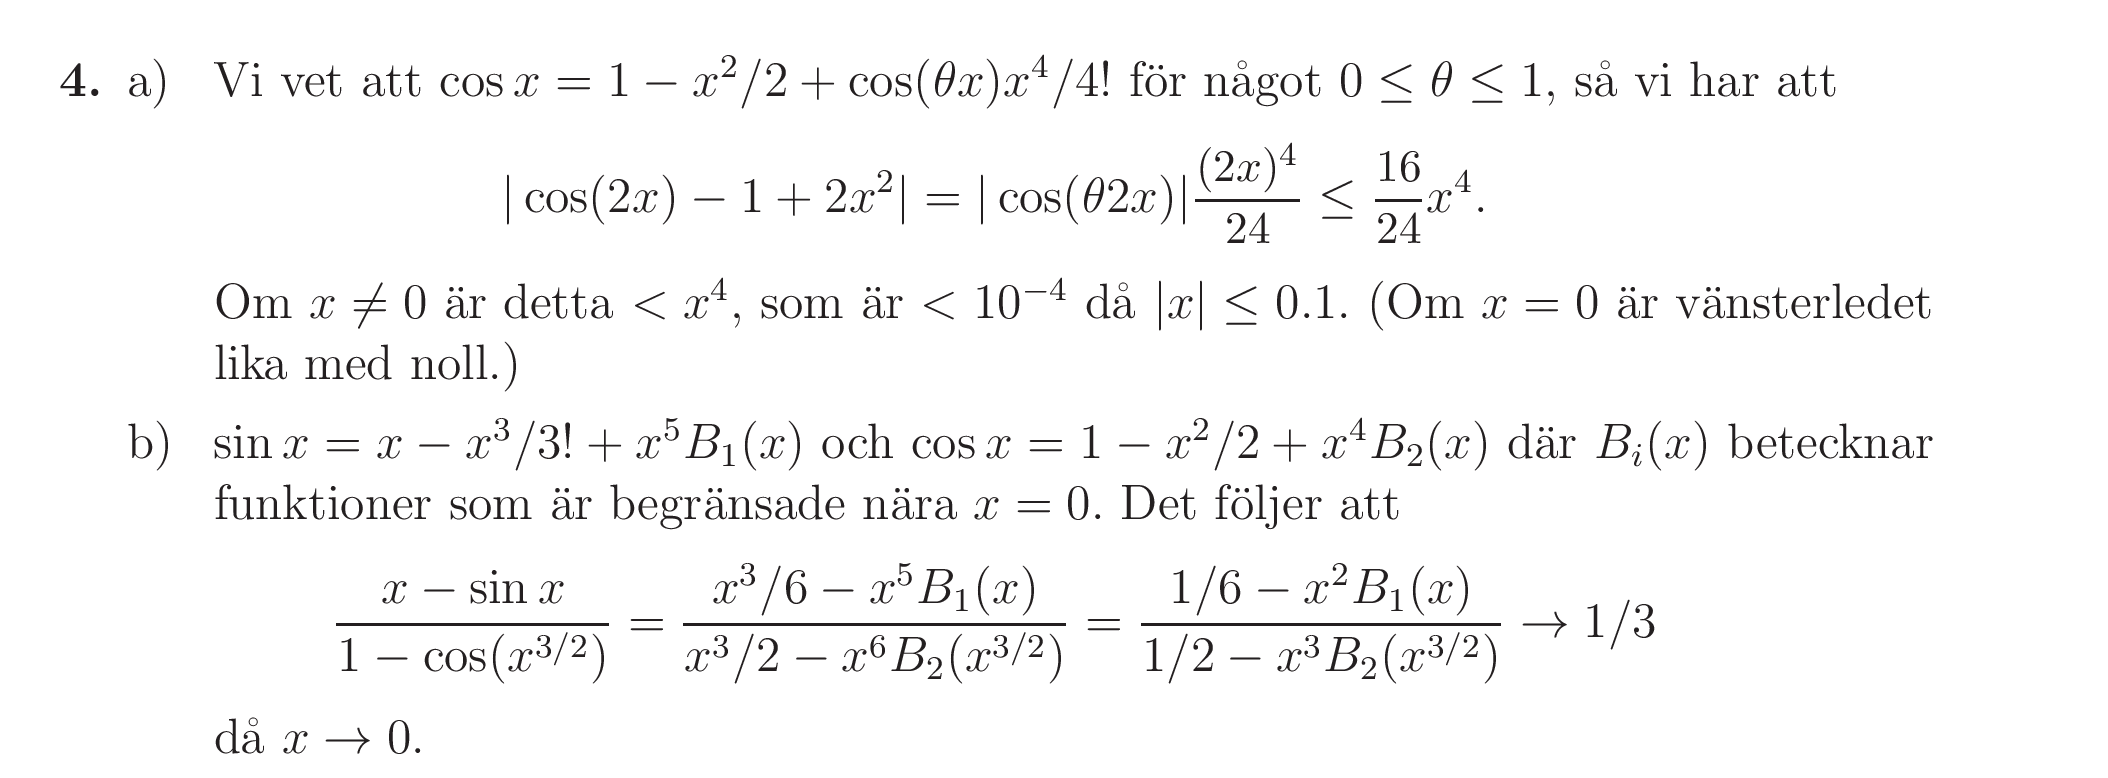 4. a) Vi vet att cos x = 1 − x²/2 + cos(θx)x⁴/4! för något 0 ≤ θ ≤ 1, så vi har att
| cos(2x) − 1 + 2x²| = | cos(θ2x)| \frac{(2x)⁴}{24} ≤ \frac{16}{24} x⁴.
Om x ≠ 0 är detta < x⁴, som är < 10⁻⁴ då |x| ≤ 0.1. (Om x = 0 är vänsterledet
lika med noll.)
b) sin x = x − x³/3! + x⁵B₁(x) och cos x = 1 − x²/2 + x⁴B₂(x) där Bᵢ(x) betecknar
funktioner som är begränsade nära x = 0. Det följer att
\frac{x − sin x}{1 − cos(x^{3/2})} = \frac{x³/6 − x⁵B₁(x)}{x³/2 − x⁶B₂(x^{3/2})} = \frac{1/6 − x²B₁(x)}{1/2 − x³B₂(x^{3/2})} → 1/3
då x → 0.